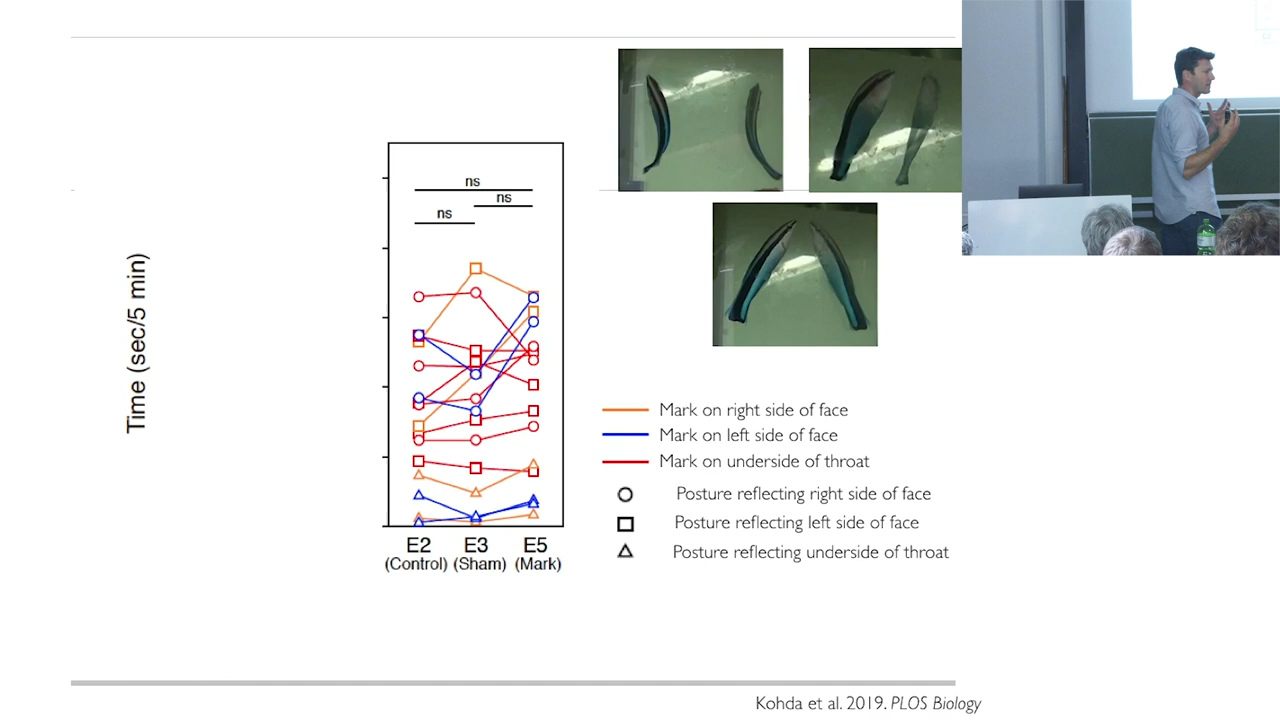 Time (sec/5 min)
ns
ns
ns
E2 E3 E5
(Control) (Sham) (Mark)
Mark on right side of face
Mark on left side of face
Mark on underside of throat
Posture reflecting right side of face
Posture reflecting left side of face
Posture reflecting underside of throat
Kohda et al. 2019. PLOS Biology